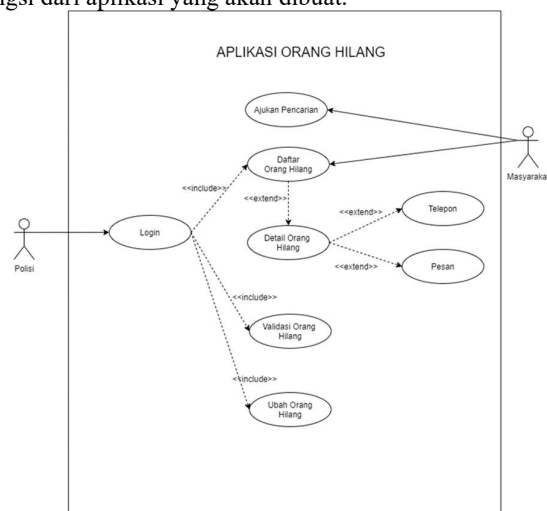 dari aplikasi yang akan dibuat.
APLIKASI ORANG HILANG
Ajukan Pencarian
Daftar
Orang Hilang
Masyaraka
<<include>>
<<extend>>
<<extend>>
Telepon
Login
Detail Orang
Hilang
Polisi
<<extend>>
Pesan
<<include>>
Validasi Orang
Hilang
<<include>>
Ubah Orang
Hilang